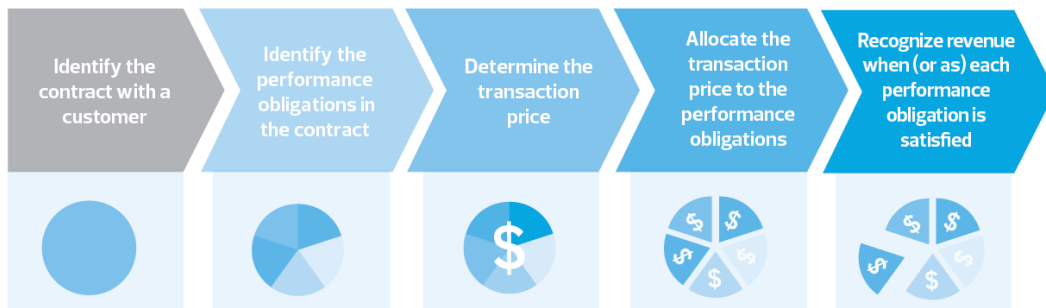 Identify the
contract with a
customer
Identify the
performance
obligations in
the contract
Determine the
transaction
price
Allocate the
transaction
price to the
performance
obligations
Recognize revenue
when (or as) each
performance
obligation is
satisfied
$
$ $ $ $ $
$ $ $ $ $